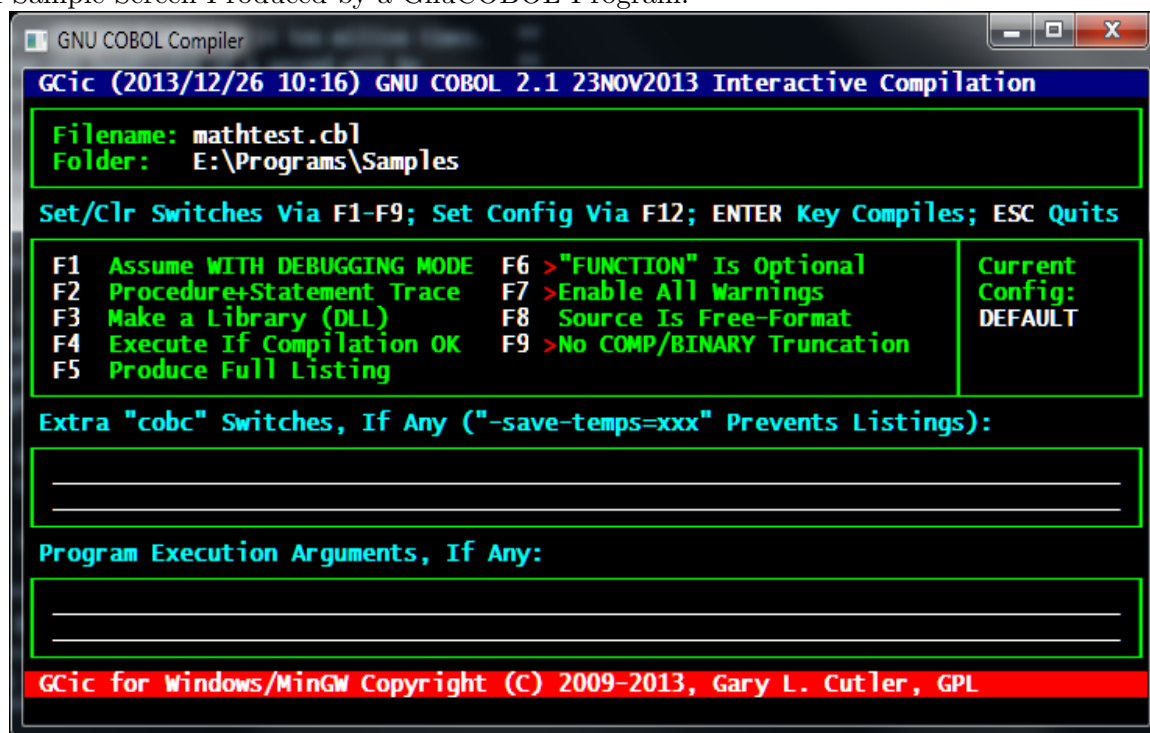 Sample Screen Produced by a GnuCOBOL Program.
GNU COBOL Compiler
GCic (2013/12/26 10:16) GNU COBOL 2.1 23NOV2013 Interactive Compilation
Filename: mathtest.cbl
Folder: E:\Programs\Samples
Set/Clr Switches Via F1-F9; Set Config Via F12; ENTER Key Compiles; ESC Quits
F1 Assume WITH DEBUGGING MODE F6 >"FUNCTION" Is Optional Current
F2 Procedure+Statement Trace F7 >Enable All Warnings Config:
F3 Make a Library (DLL) F8 Source Is Free-Format DEFAULT
F4 Execute If Compilation OK F9 >No COMP/BINARY Truncation
F5 Produce Full Listing
Extra "cobc" Switches, If Any ("-save-temps=xxx" Prevents Listings):
Program Execution Arguments, If Any:
GCic for Windows/MinGW Copyright (C) 2009-2013, Gary L. Cutler, GPL